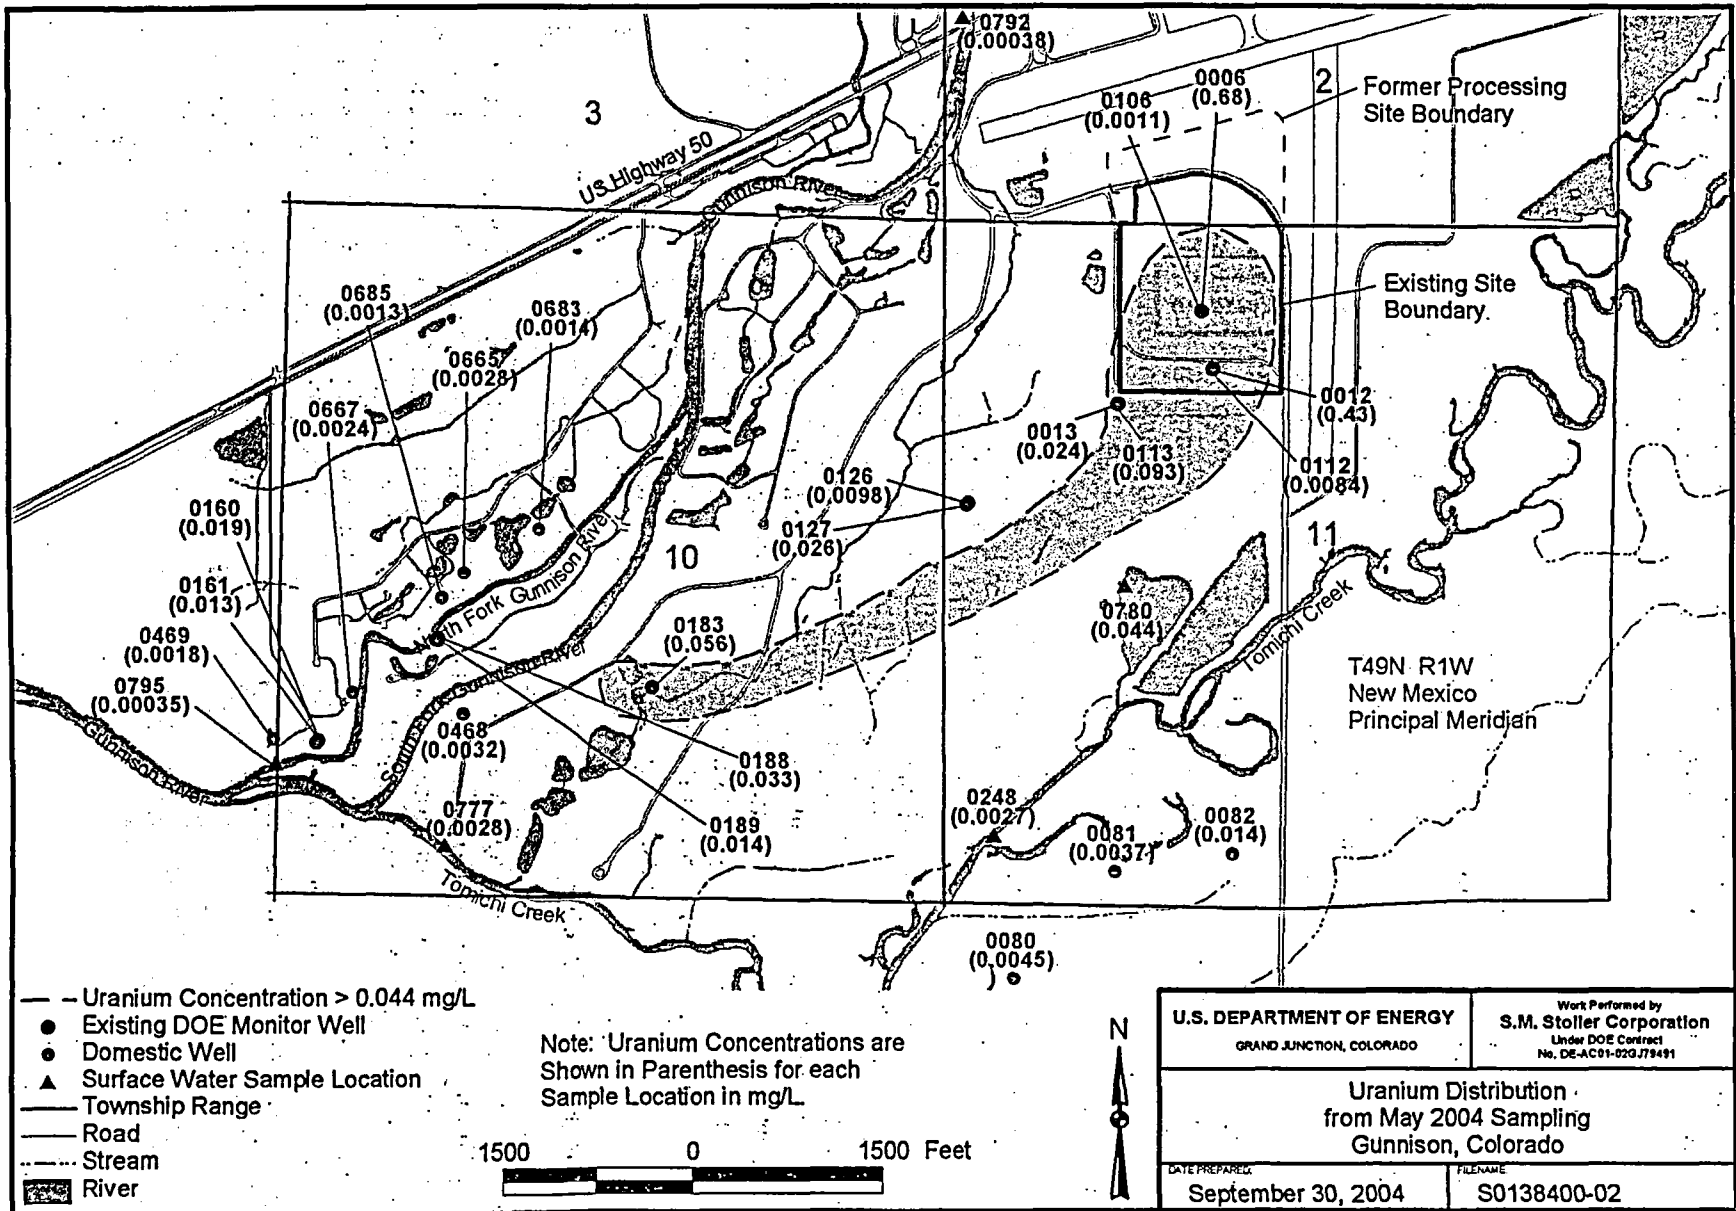 0792
(0.00038)
3
2
0006
(0.68)
0106
(0.0011)
Former Processing
Site Boundary
US Highway 50
Gunnison River
Existing Site
Boundary.
0685
(0.0013)
0683
(0.0014)
0665
(0.0028)
0667
(0.0024)
0012
(0.43)
0013
(0.024)
0113
(0.093)
0112
(0.0084)
0126
(0.0098)
0127
(0.026)
0160
(0.019)
10
11
0161
(0.013)
North Fork Gunnison River
0780
(0.044)
Tomichi Creek
0183
(0.056)
0469
(0.0018)
South Fork Gunnison River
T49N R1W
New Mexico
Principal Meridian
0795
(0.00035)
Gunnison River
0468
(0.0032)
0188
(0.033)
0777
(0.0028)
0189
(0.014)
0248
(0.0027)
0081
(0.0037)
0082
(0.014)
Tomichi Creek
0080
(0.0045)
Uranium Concentration > 0.044 mg/L
Existing DOE Monitor Well
Domestic Well
Surface Water Sample Location
Township Range
Road
Stream
River
Note: Uranium Concentrations are
Shown in Parenthesis for each
Sample Location in mg/L
1500 0 1500 Feet
N
U.S. DEPARTMENT OF ENERGY
GRAND JUNCTION, COLORADO
Work Performed by
S.M. Stoller Corporation
Under DOE Contract
No. DE-AC01-02GJ79491
Uranium Distribution
from May 2004 Sampling
Gunnison, Colorado
DATE PREPARED:
September 30, 2004
FILENAME
S0138400-02